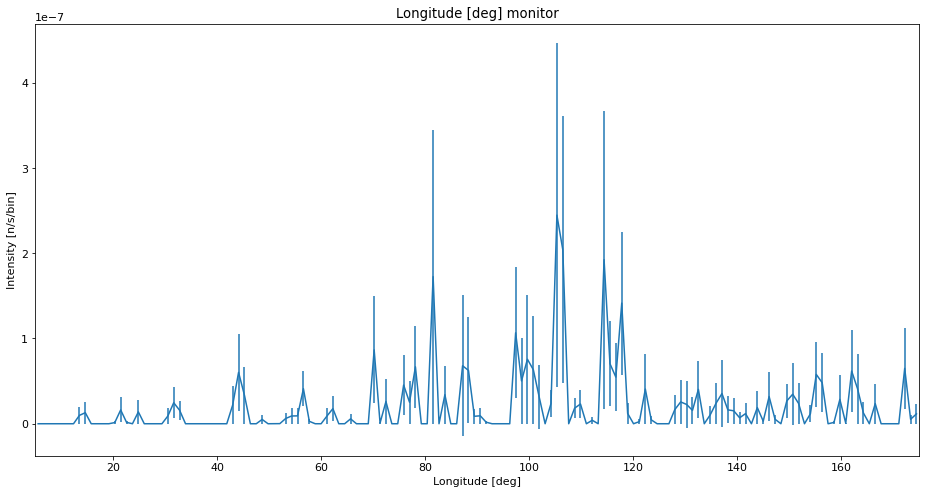 Longitude [deg] monitor
1e−7
4
3
2
1
0
Intensity [n/s/bin]
20 40 60 80 100 120 140 160
Longitude [deg]